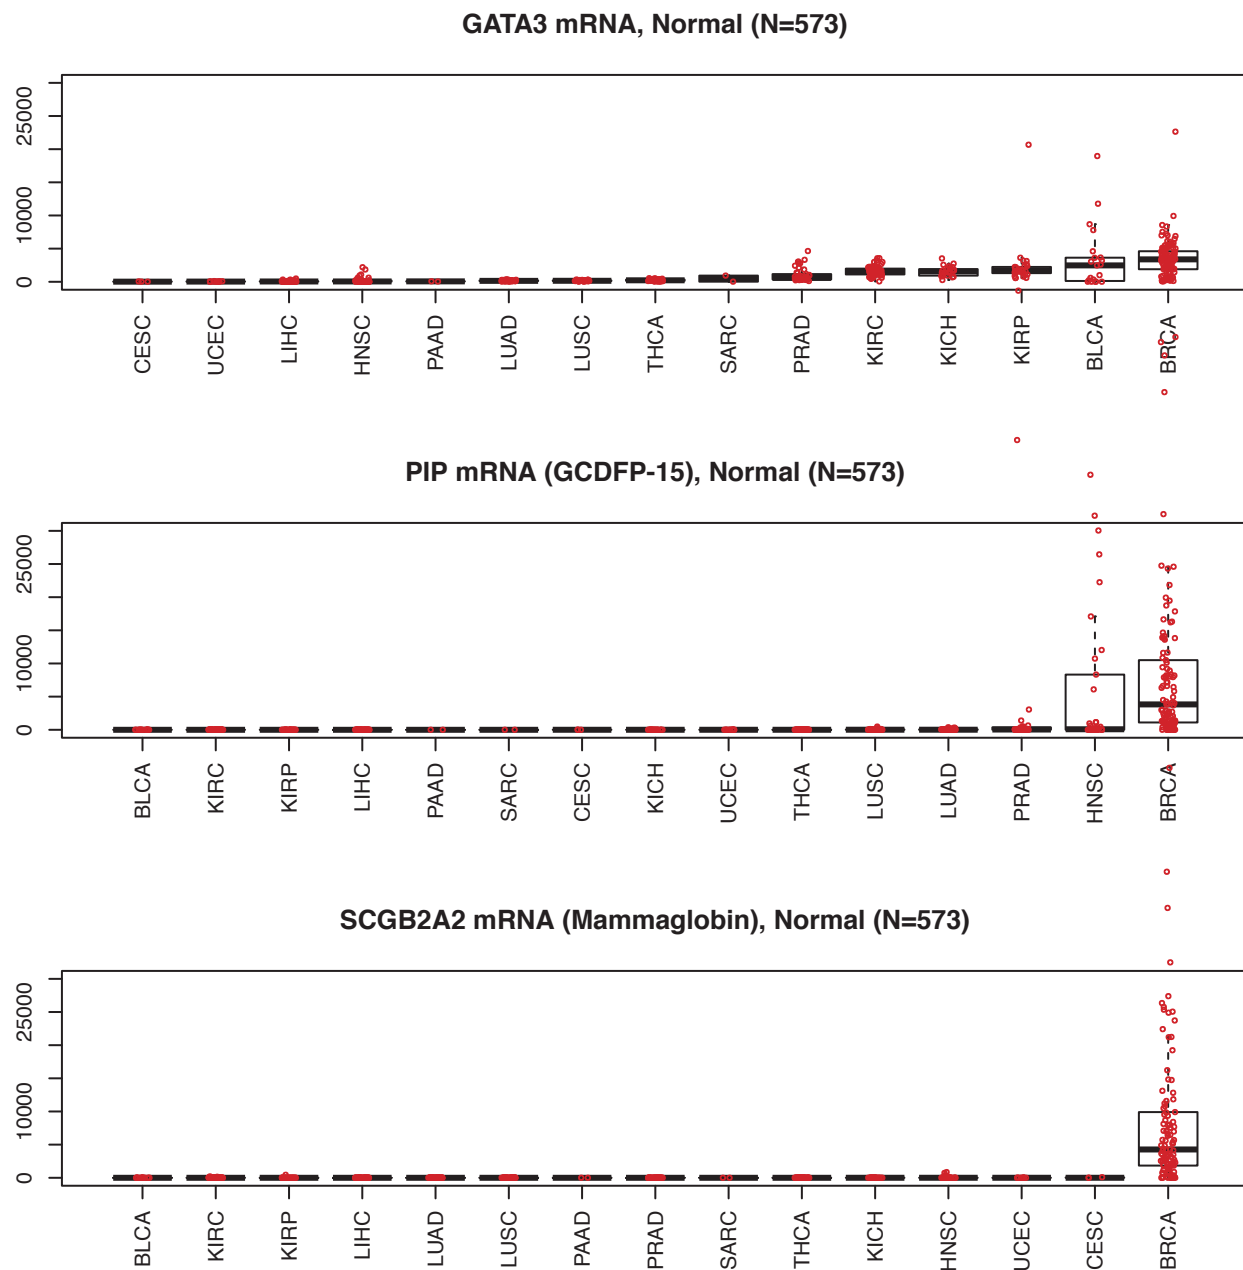 GATA3 mRNA, Normal (N=573)
25000
10000
0
CESC UCEC LIHC HNSC PAAD LUAD LUSC THCA SARC PRAD KIRC KICH KIRP BLCA BRCA
PIP mRNA (GCDFP-15), Normal (N=573)
25000
10000
0
BLCA KIRC KIRP LIHC PAAD SARC CESC KICH UCEC THCA LUSC LUAD PRAD HNSC BRCA
SCGB2A2 mRNA (Mammaglobin), Normal (N=573)
25000
10000
0
BLCA KIRC KIRP LIHC LUAD LUSC PAAD PRAD SARC THCA KICH HNSC UCEC CESC BRCA